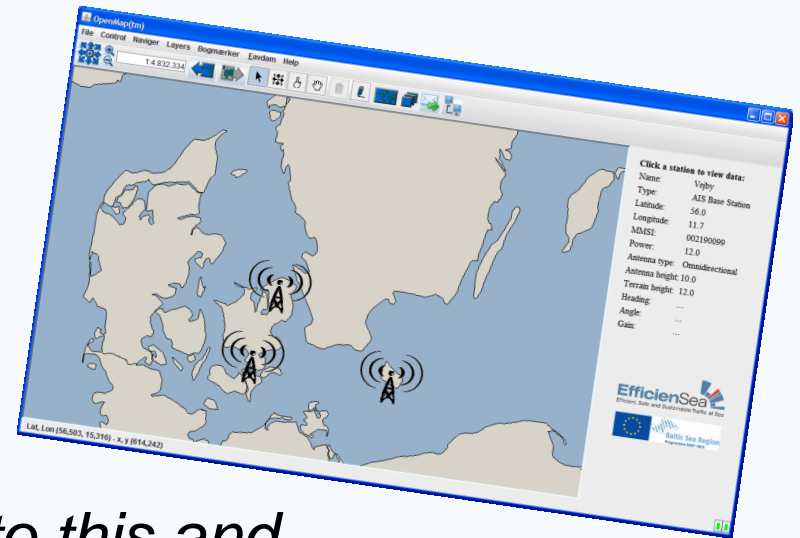 OpenMap(tm)
File Control Naviger Layers Bogmærker Eavdam Help
1:4.832.334
Click a station to view data:
Name: Vejby
Type: AIS Base Station
Latitude: 56.0
Longitude: 11.7
MMSI: 002190099
Power: 12.0
Antenna type: Omnidirectional
Antenna height: 10.0
Terrain height: 12.0
Heading: ...
Angle: ...
Gain: ...
EfficienSea
Efficient, Safe and Sustainable Traffic at Sea
Baltic Sea Region
Programme 2007-2013
Lat, Lon (56,503, 15,316) - x, y (614,242)
to this and